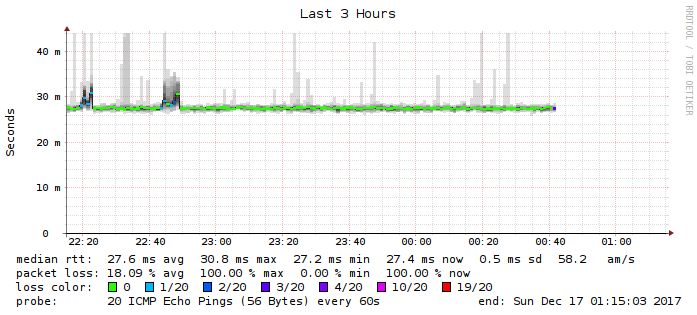 Last 3 Hours
RRDTOOL / TOBI OETIKER
Seconds
40 m
30 m
20 m
10 m
0
22:20 22:40 23:00 23:20 23:40 00:00 00:20 00:40 01:00
median rtt: 27.6 ms avg 30.8 ms max 27.2 ms min 27.4 ms now 0.5 ms sd 58.2 am/s
packet loss: 18.09 % avg 100.00 % max 0.00 % min 100.00 % now
loss color: 0 1/20 2/20 3/20 4/20 10/20 19/20
probe: 20 ICMP Echo Pings (56 Bytes) every 60s end: Sun Dec 17 01:15:03 2017